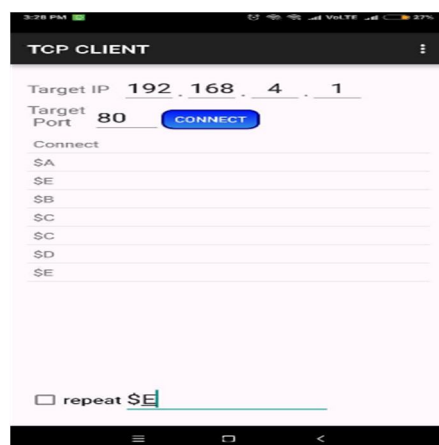 3:28 PM VoLTE 27%
TCP CLIENT
Target IP 192 . 168 . 4 . 1
Target Port 80 CONNECT
Connect
$A
$E
$B
$C
$C
$D
$E
repeat $E